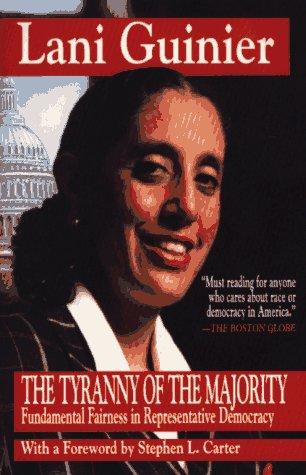 Lani Guinier
"Must reading for anyone
who cares about race or
democracy in America."
—THE BOSTON GLOBE
THE TYRANNY OF THE MAJORITY
Fundamental Fairness in Representative Democracy
With a Foreword by Stephen L. Carter